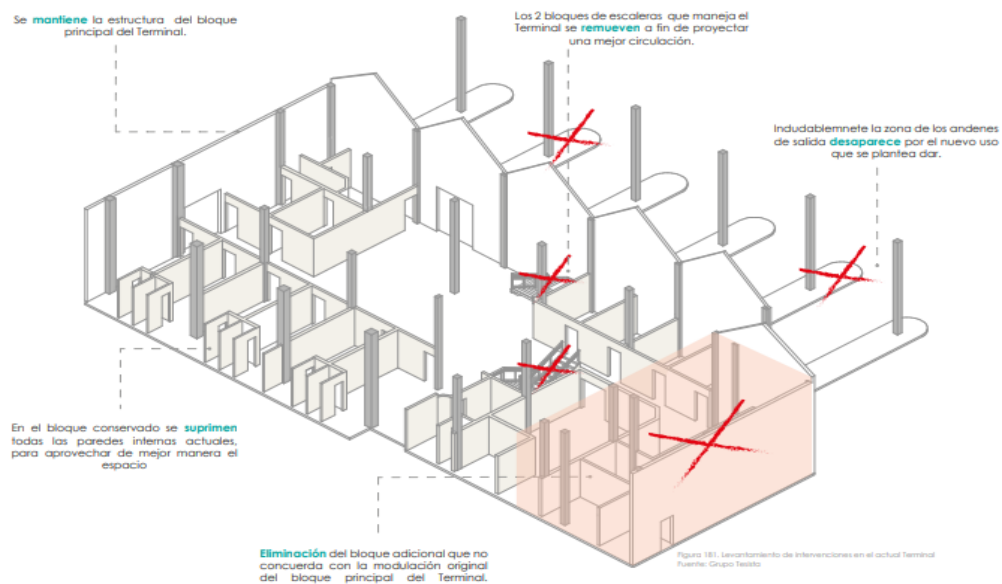 Se mantiene la estructura del bloque
principal del Terminal.
Los 2 bloques de escaleras que maneja el
Terminal se remueven a fin de proyectar
una mejor circulación.
Indudablemnete la zona de los andenes
de salida desaparece por el nuevo uso
que se plantea dar.
En el bloque conservado se suprimen
todas las paredes internas actuales,
para aprovechar de mejor manera el
espacio
Eliminación del bloque adicional que no
concuerda con la modulación original
del bloque principal del Terminal.
Figura 181. Levantamiento de intervenciones en el actual Terminal
Fuente: Grupo Tesista